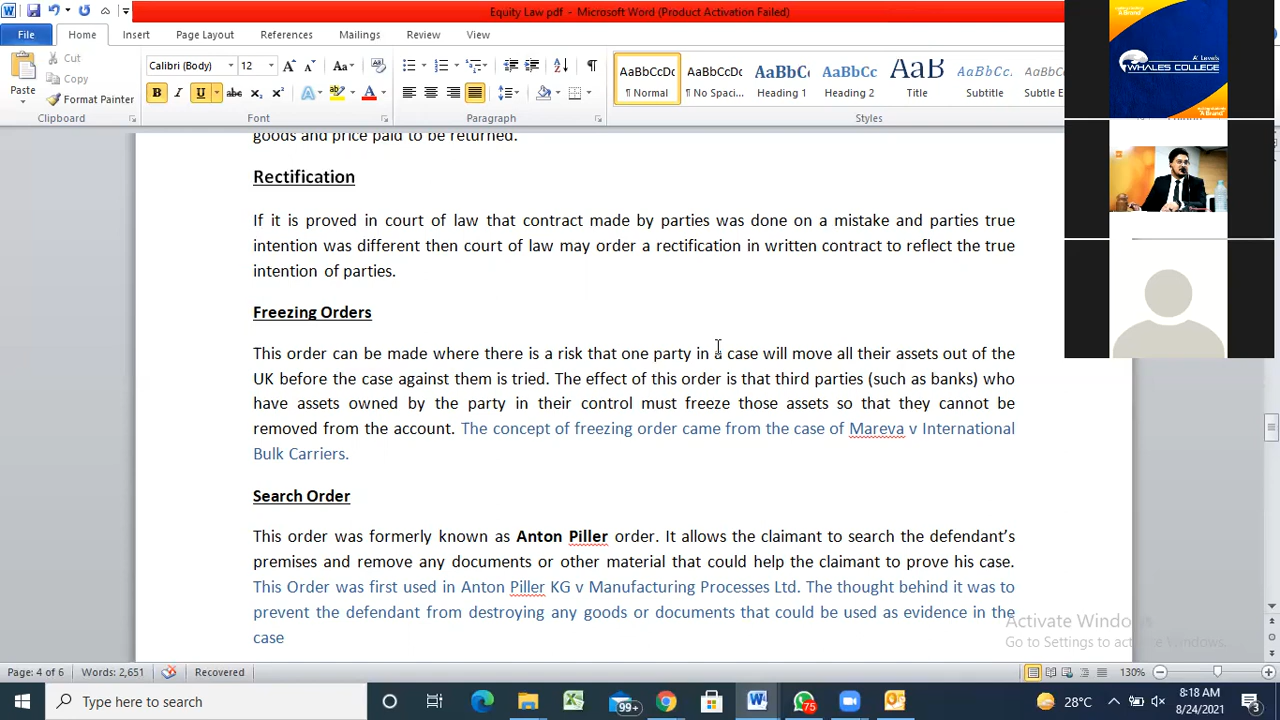 Equity Law pdf - Microsoft Word (Product Activation Failed)
File Home Insert Page Layout References Mailings Review View
Cut
Copy
Format Painter
Paste
Calibri (Body) 12
AaBbCcDc AaBbCcDc AaBbC AaBbCc AaB AaBbCcL AaBbCc
¶ Normal ¶ No Spaci... Heading 1 Heading 2 Title Subtitle Subtle E
Clipboard Font Paragraph Styles
A' Levels
WHALES COLLEGE
goods and price paid to be returned.
Rectification
If it is proved in court of law that contract made by parties was done on a mistake and parties true
intention was different then court of law may order a rectification in written contract to reflect the true
intention of parties.
Freezing Orders
This order can be made where there is a risk that one party in a case will move all their assets out of the
UK before the case against them is tried. The effect of this order is that third parties (such as banks) who
have assets owned by the party in their control must freeze those assets so that they cannot be
removed from the account. The concept of freezing order came from the case of Mareva v International
Bulk Carriers.
Search Order
This order was formerly known as Anton Piller order. It allows the claimant to search the defendant's
premises and remove any documents or other material that could help the claimant to prove his case.
This Order was first used in Anton Piller KG v Manufacturing Processes Ltd. The thought behind it was to
prevent the defendant from destroying any goods or documents that could be used as evidence in the
case
Activate Windows
Go to Settings to activate Windows.
Page: 4 of 6 Words: 2,651 Recovered 130%
Type here to search
99+
75
28°C
8:18 AM
8/24/2021
3